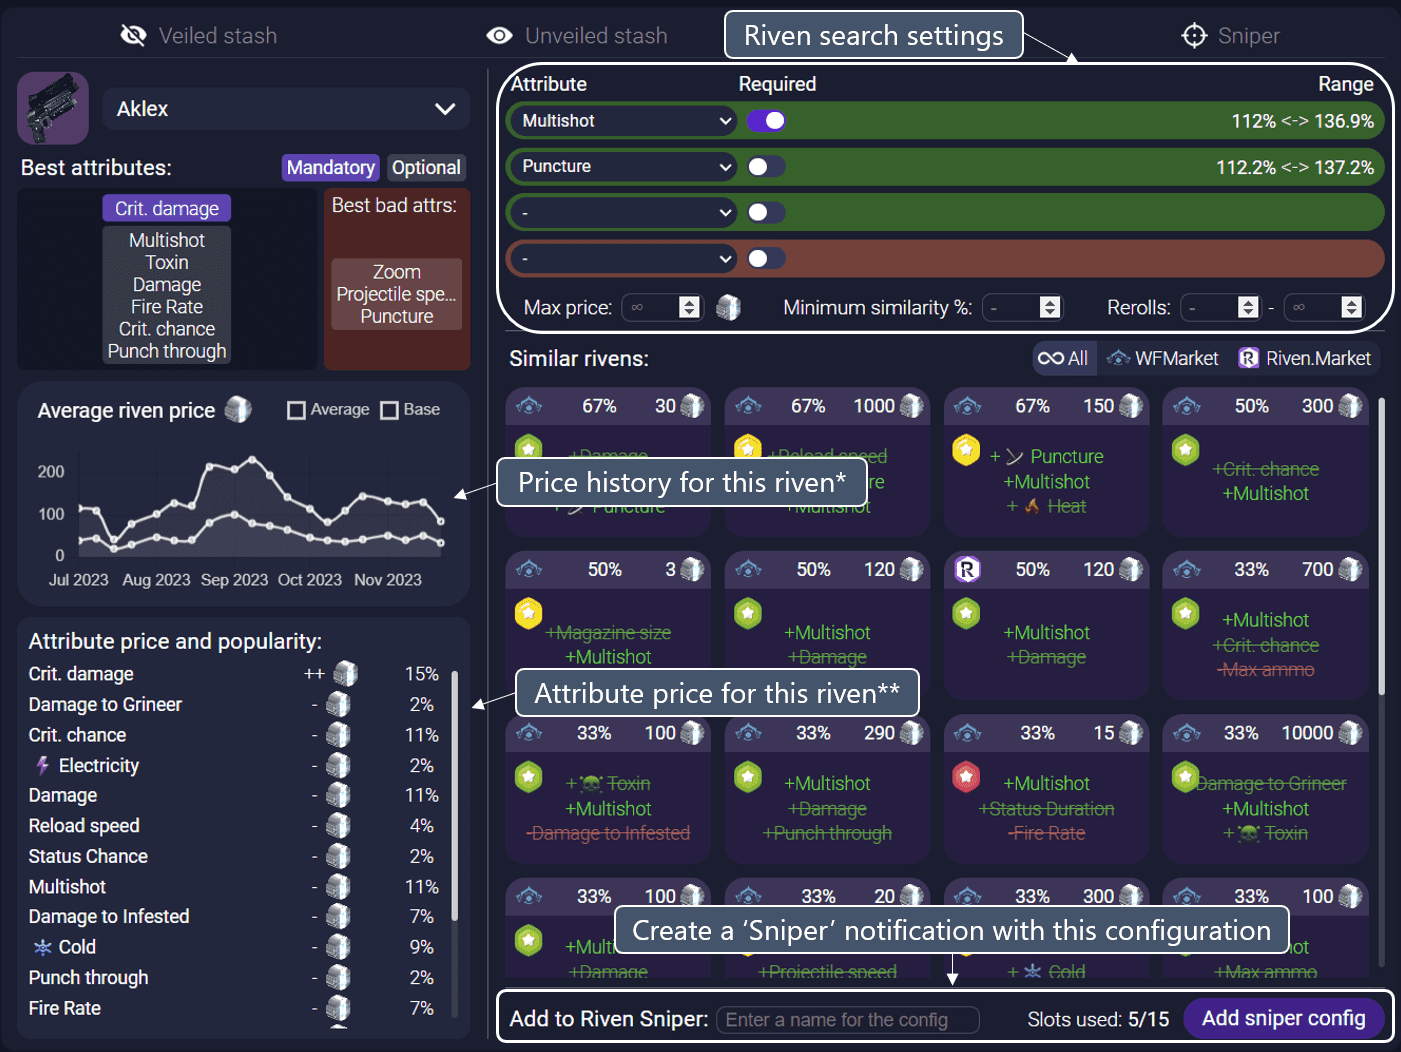 Veiled stash
Unveiled stash
Riven search settings
Sniper
Aklex
Best attributes:
Mandatory
Optional
Crit. damage
Multishot
Toxin
Damage
Fire Rate
Crit. chance
Punch through
Best bad attrs:
Zoom
Projectile spe...
Puncture
Average riven price
Average
Base
200
100
0
Jul 2023 Aug 2023 Sep 2023 Oct 2023 Nov 2023
Attribute price and popularity:
Crit. damage ++ 15%
Damage to Grineer - 2%
Crit. chance - 11%
Electricity - 2%
Damage - 11%
Reload speed - 4%
Status Chance - 2%
Multishot - 11%
Damage to Infested - 7%
Cold - 9%
Punch through - 2%
Fire Rate - 7%
Attribute Required Range
Multishot 112% <-> 136.9%
Puncture 112.2% <-> 137.2%
-
-
Max price: ∞ Minimum similarity %: - Rerolls: - - ∞
Similar rivens:
All
WFMarket
Riven.Market
67% 30
+Damage
+ Puncture
67% 1000
+Reload speed
+Multishot
67% 150
+ Puncture
+Multishot
+ Heat
50% 300
+Crit. chance
+Multishot
Price history for this riven*
50% 3
+Magazine size
+Multishot
50% 120
+Multishot
+Damage
50% 120
+Multishot
+Damage
33% 700
+Multishot
+Crit. chance
-Max ammo
Attribute price for this riven**
33% 100
+ Toxin
+Multishot
-Damage to Infested
33% 290
+Multishot
+Damage
+Punch through
33% 15
+Multishot
+Status Duration
-Fire Rate
33% 10000
Damage to Grineer
+Multishot
+ Toxin
33% 100
+Damage
33% 20
+Projectile speed
33% 300
+ Cold
33% 100
+Max ammo
Create a ‘Sniper’ notification with this configuration
Add to Riven Sniper:
Enter a name for the config
Slots used: 5/15
Add sniper config